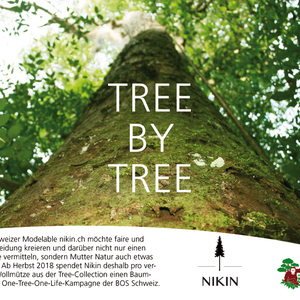 TREE
BY
TREE
weizer Modelable nikin.ch möchte faire und
eidung kreieren und darüber nicht nur einen
e vermitteln, sondern Mutter Natur auch etwas
Ab Herbst 2018 spendet Nikin deshalb pro ver-
Vollmütze aus der Tree-Collection einen Baum-
One-Tree-One-Life-Kampagne der BOS Schweiz.
NIKIN